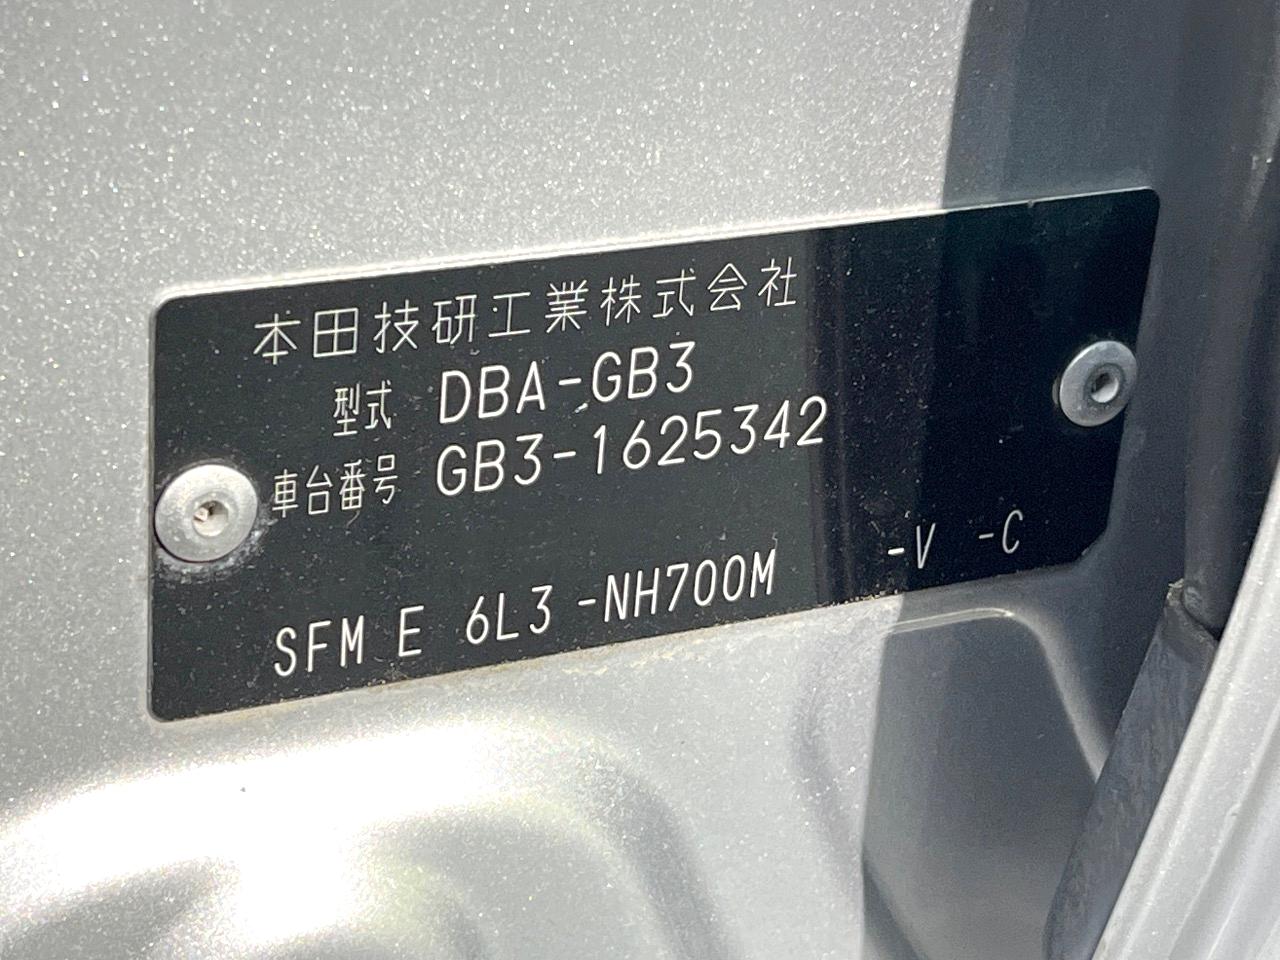 本田技研工業株式会社
型式 DBA-GB3
車台番号 GB3-1625342
SFM E 6L3 -NH700M -V -C